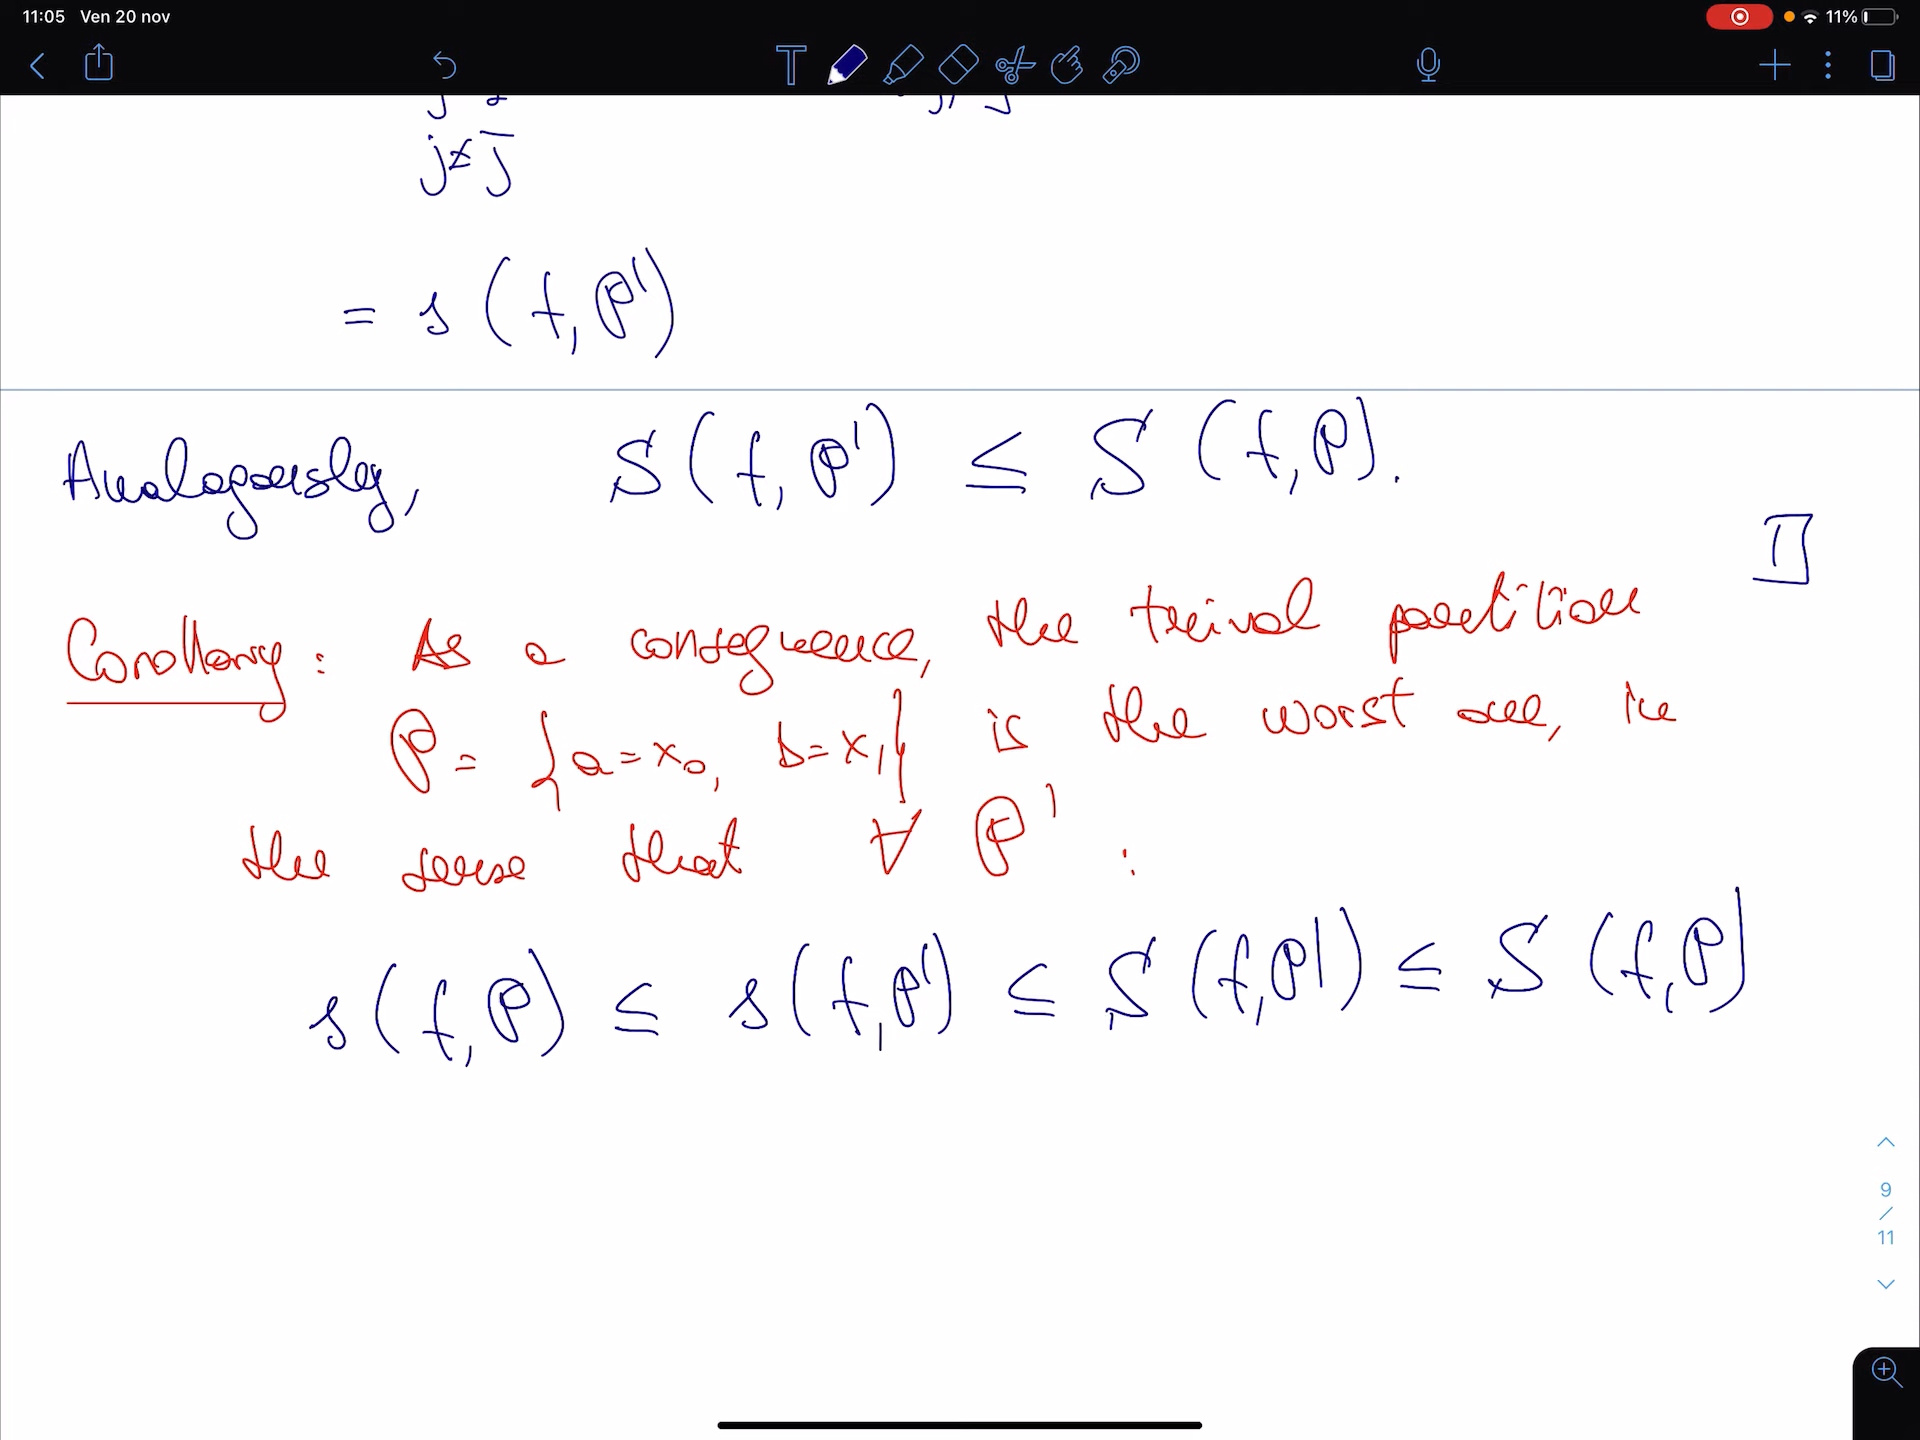 11:05 Ven 20 nov 11%
j≠j̅
= s(f, P')
Analogously, S(f, P') ≤ S(f, P).
Corollary: As a consequence, the trivial partition
P = {a=x₀, b=x₁} is the worst one, in
the sense that ∀ P' :
s(f, P) ≤ s(f, P') ≤ S(f, P') ≤ S(f, P)
9
/
11